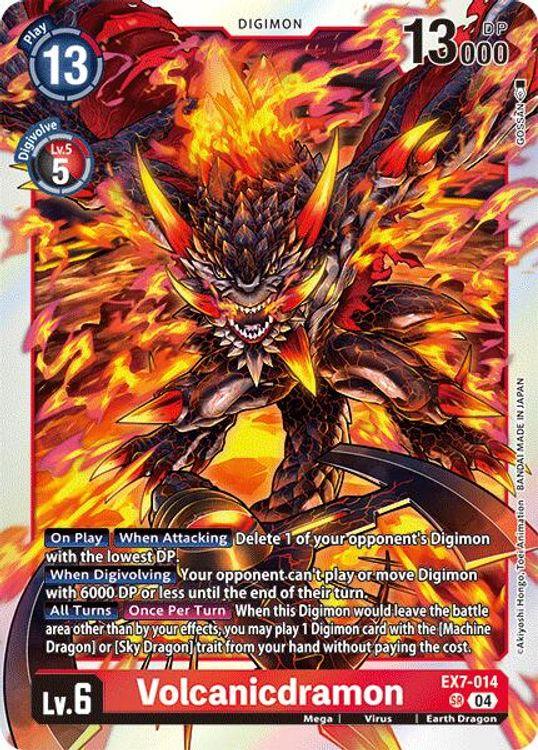 DIGIMON
Play
13
13000
DP
Digivolve
Lv.5
5
GOSSAN
On Play When Attacking Delete 1 of your opponent's Digimon
with the lowest DP.
When Digivolving Your opponent can't play or move Digimon
with 6000 DP or less until the end of their turn.
All Turns Once Per Turn When this Digimon would leave the battle
area other than by your effects, you may play 1 Digimon card with the [Machine
Dragon] or [Sky Dragon] trait from your hand without paying the cost.
©Akiyoshi Hongo, Toei Animation BANDAI MADE IN JAPAN
Lv.6
Volcanicdramon
EX7-014
SR 04
Mega | Virus | Earth Dragon